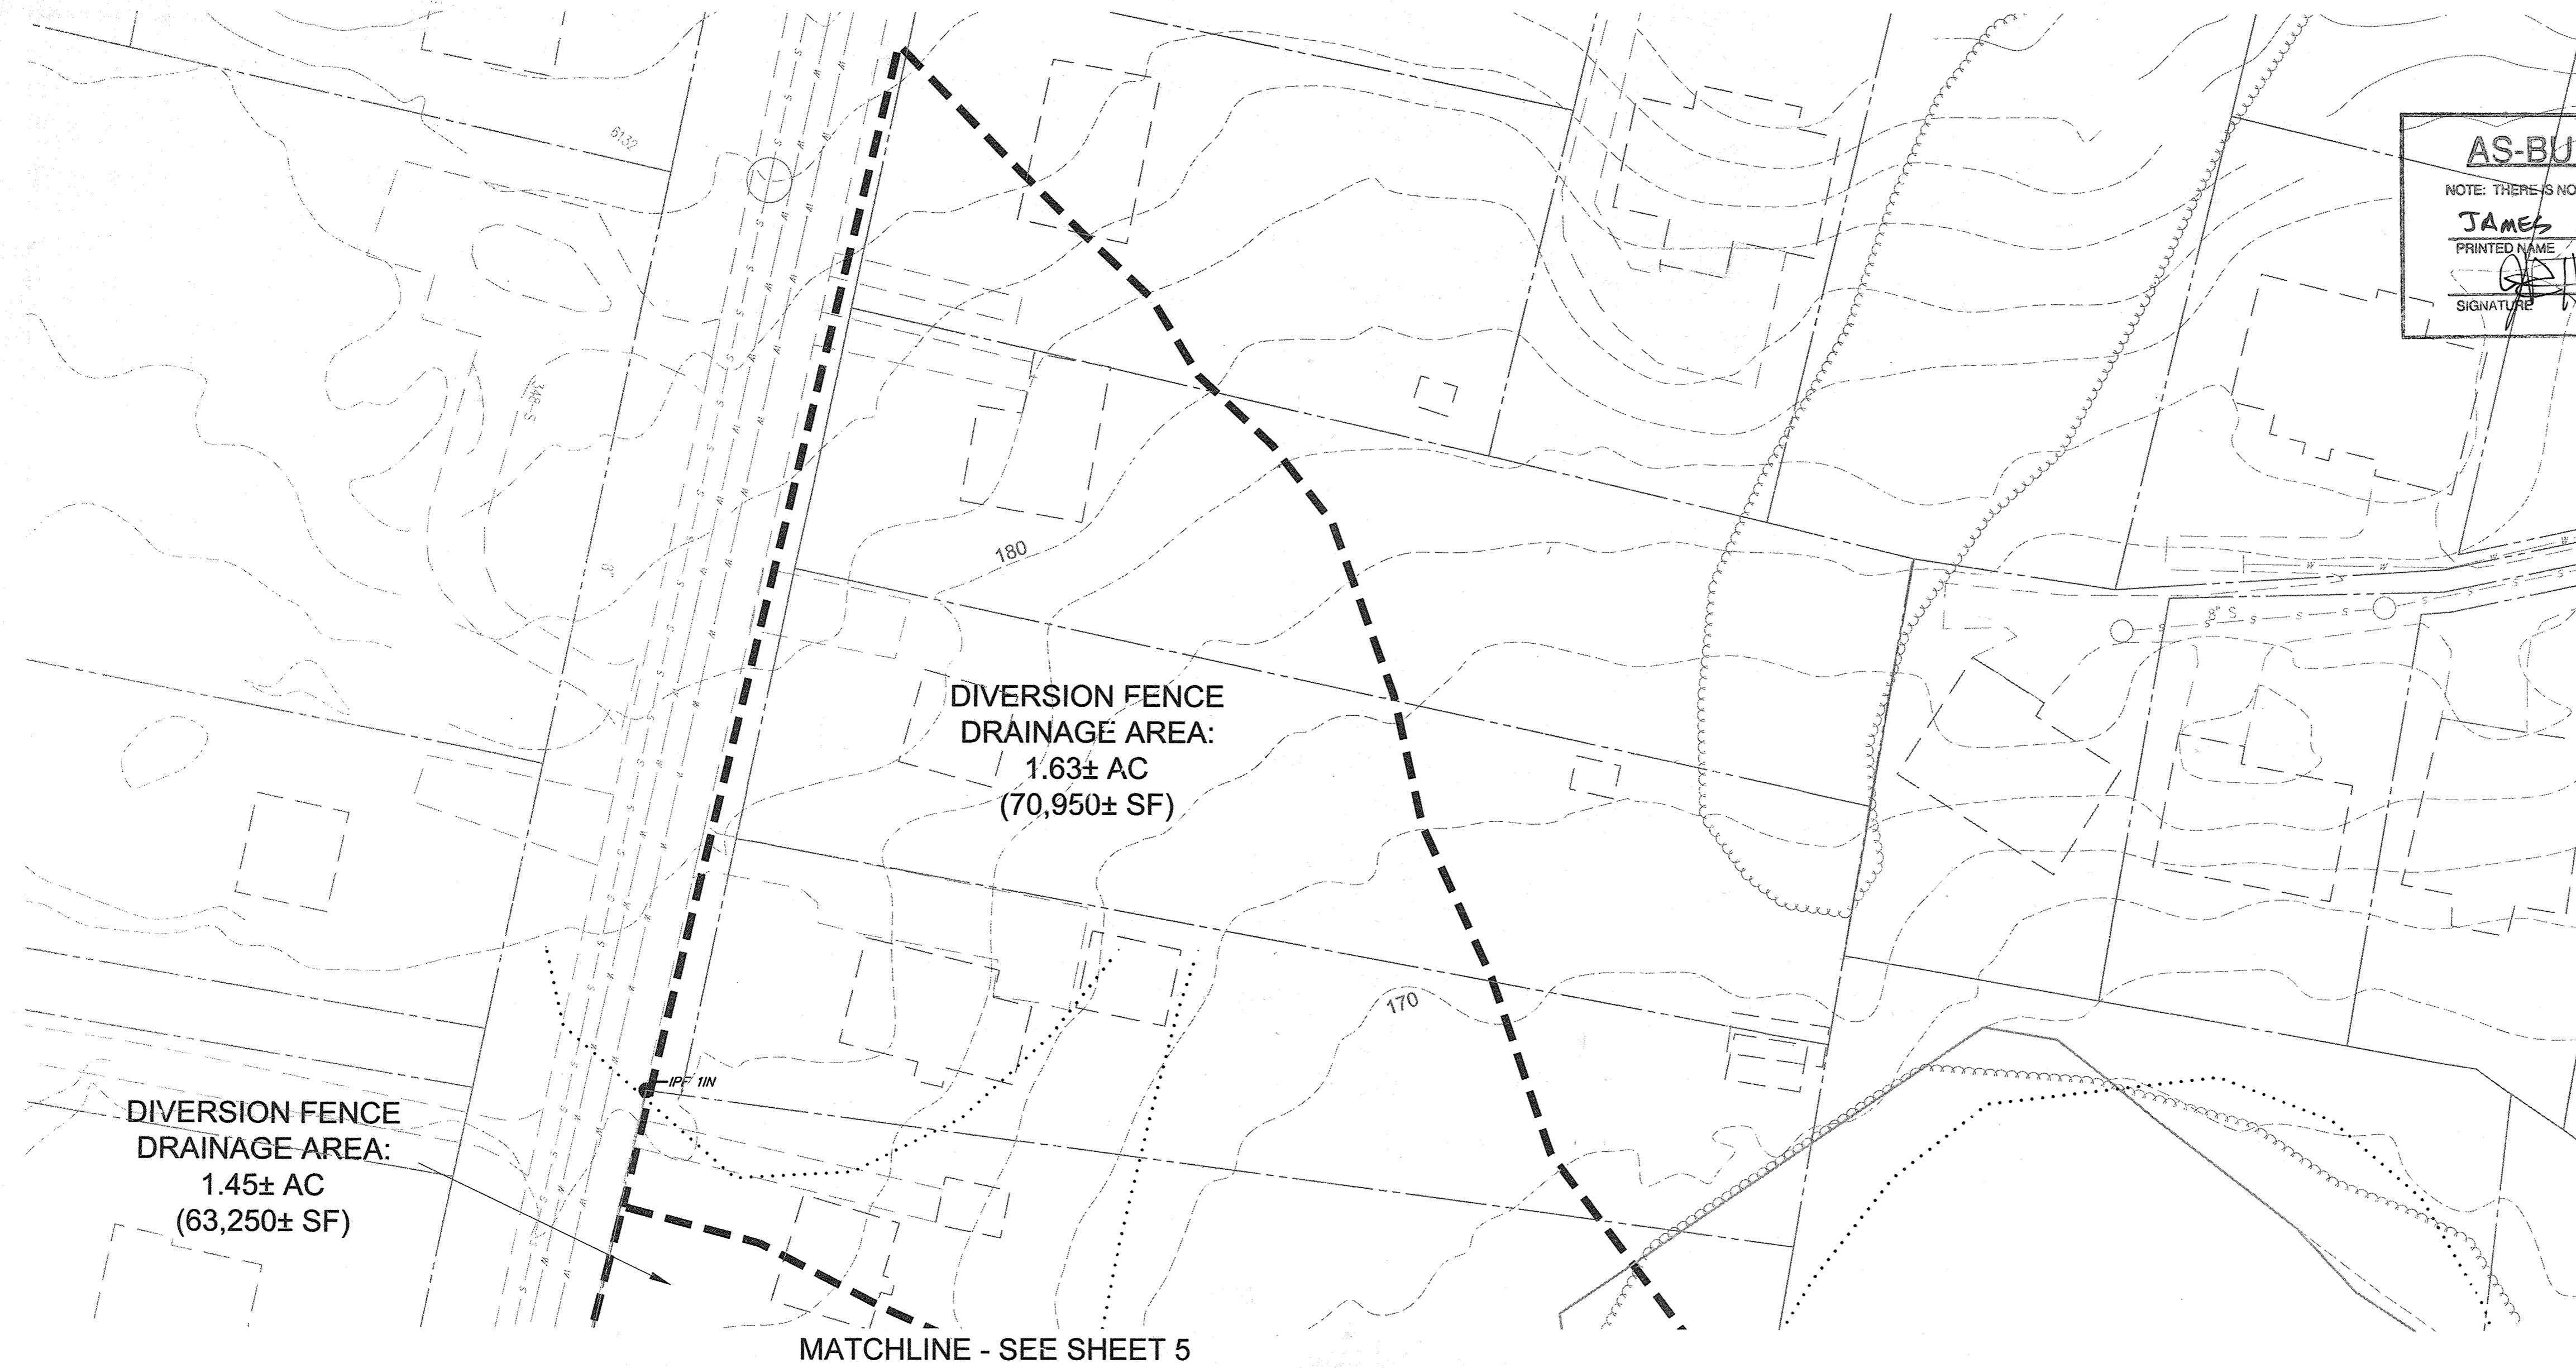 6132
AS-BU
NOTE: THERE IS NO
JAMES
PRINTED NAME
SIGNATURE
348-S
8"
180
8" S
DIVERSION FENCE
DRAINAGE AREA:
1.63± AC
(70,950± SF)
170
IPF 1IN
DIVERSION FENCE
DRAINAGE AREA:
1.45± AC
(63,250± SF)
MATCHLINE - SEE SHEET 5